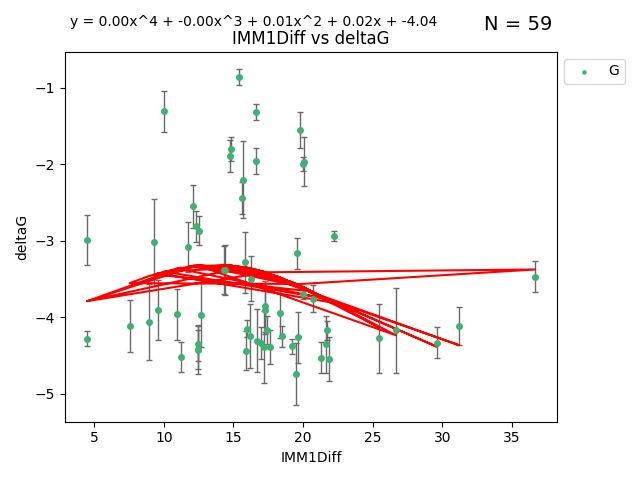 y = 0.00x^4 + -0.00x^3 + 0.01x^2 + 0.02x + -4.04
N = 59
IMM1Diff vs deltaG
G
−1
−2
−3
−4
−5
deltaG
5 10 15 20 25 30 35
IMM1Diff